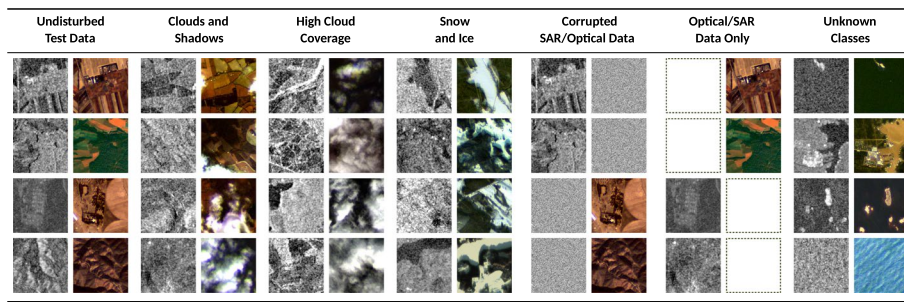 Undisturbed
Test Data
Clouds and
Shadows
High Cloud
Coverage
Snow
and Ice
Corrupted
SAR/Optical Data
Optical/SAR
Data Only
Unknown
Classes